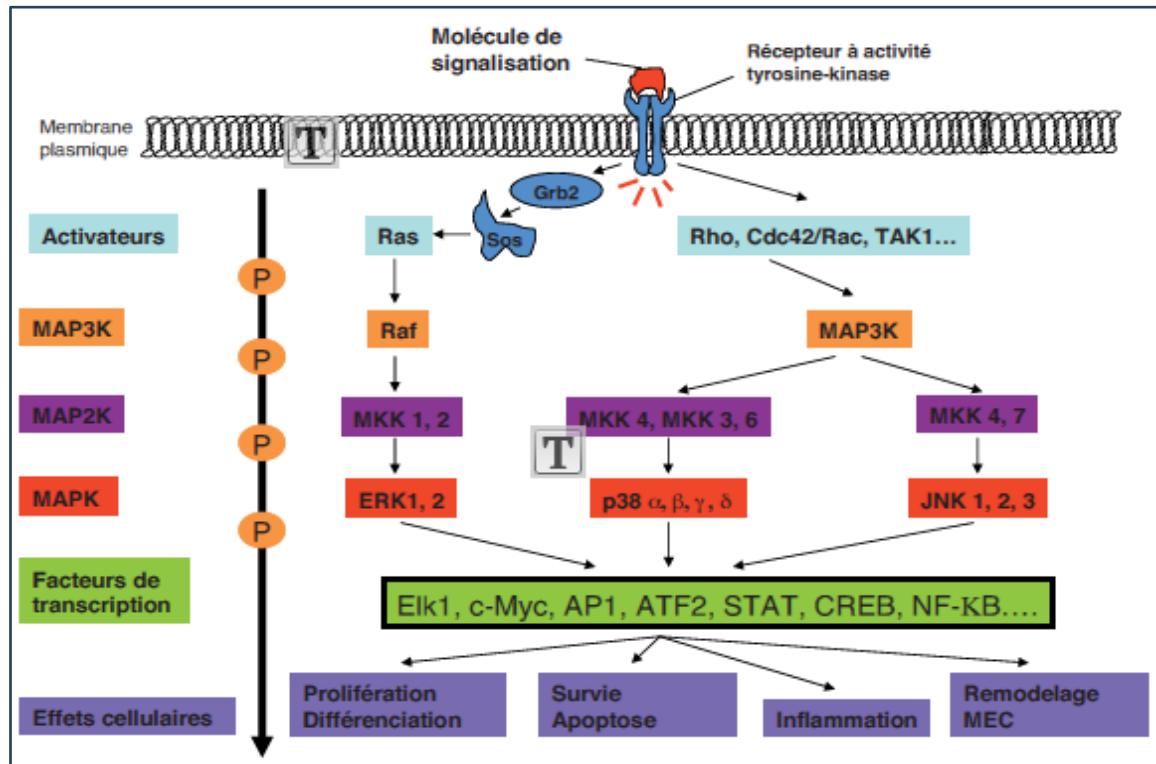 Molécule de
signalisation
Récepteur à activité
tyrosine-kinase
Membrane
plasmique
T
Grb2
Activateurs
Ras
Sos
Rho, Cdc42/Rac, TAK1...
P
MAP3K
Raf
MAP3K
P
MAP2K
MKK 1, 2
MKK 4, MKK 3, 6
MKK 4, 7
P
T
MAPK
ERK1, 2
p38 α, β, γ, δ
JNK 1, 2, 3
P
Facteurs de
transcription
Elk1, c-Myc, AP1, ATF2, STAT, CREB, NF-κB....
Effets cellulaires
Prolifération
Différenciation
Survie
Apoptose
Inflammation
Remodelage
MEC